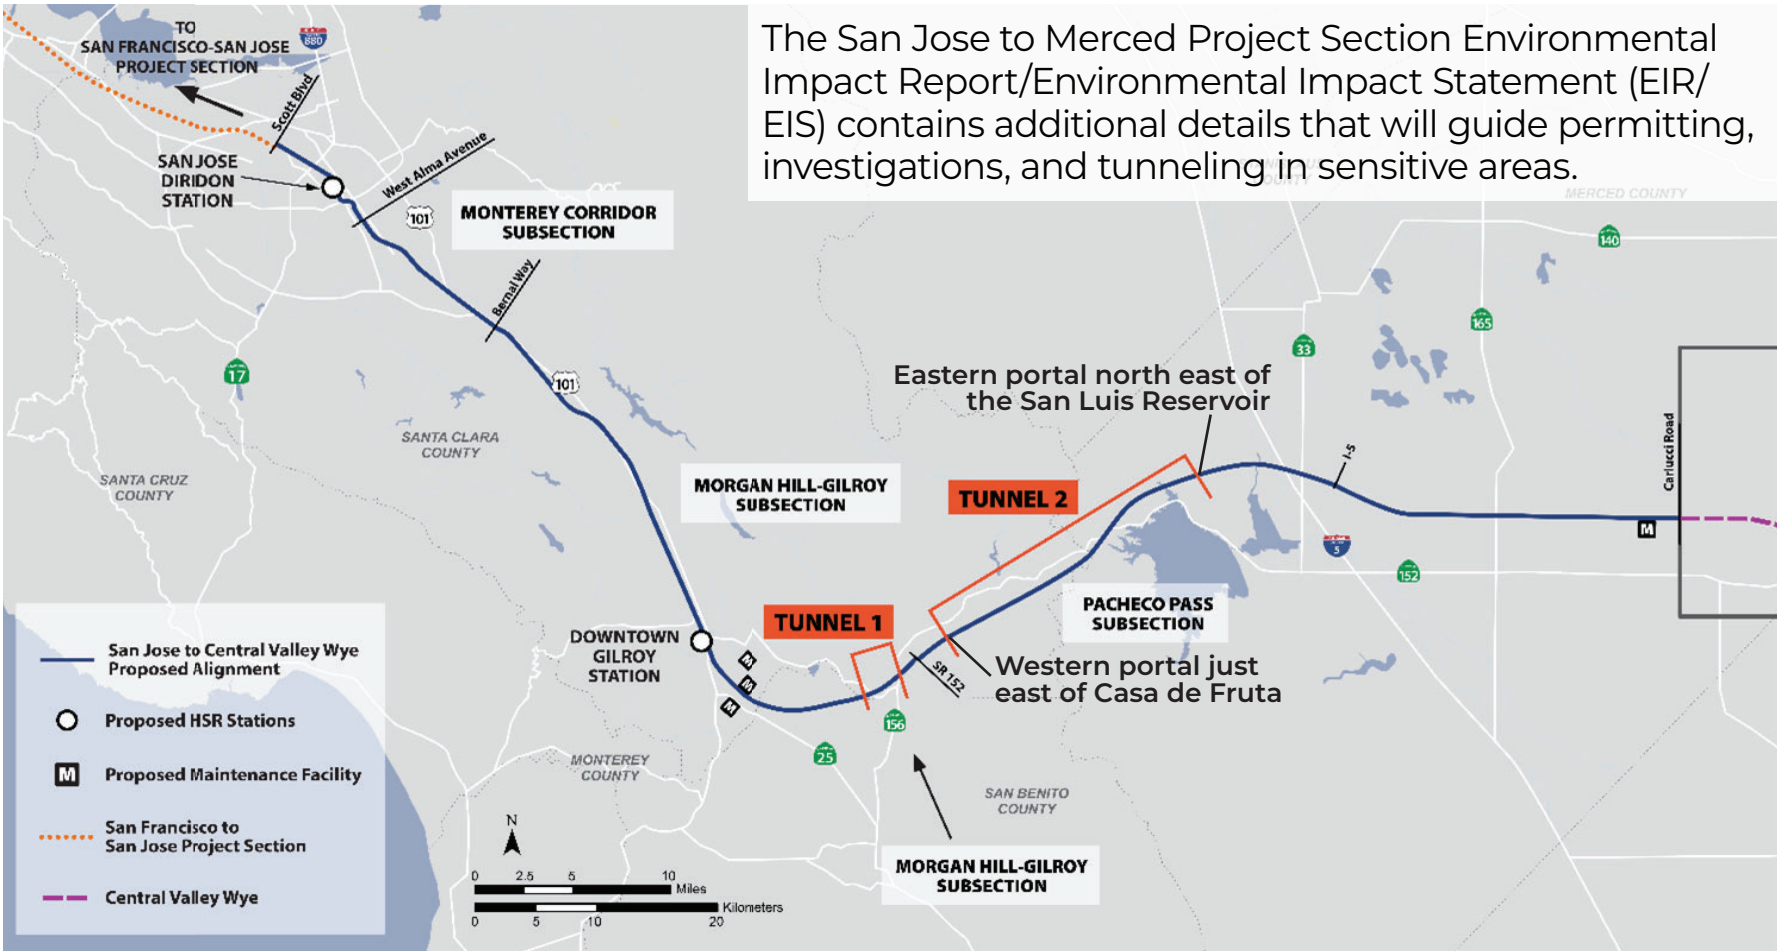 The San Jose to Merced Project Section Environmental
Impact Report/Environmental Impact Statement (EIR/
EIS) contains additional details that will guide permitting,
investigations, and tunneling in sensitive areas.
TO
SAN FRANCISCO-SAN JOSE
PROJECT SECTION
880
Scott Blvd
SAN JOSE
DIRIDON
STATION
West Alma Avenue
101
MONTEREY CORRIDOR
SUBSECTION
COUNTY
MERCED COUNTY
140
Bernal Way
165
33
17
101
Eastern portal north east of
the San Luis Reservoir
SANTA CLARA
COUNTY
Carlucci Road
I-5
SANTA CRUZ
COUNTY
MORGAN HILL-GILROY
SUBSECTION
TUNNEL 2
M
5
152
PACHECO PASS
SUBSECTION
TUNNEL 1
DOWNTOWN
GILROY
STATION
M
M
M
SR 152
Western portal just
east of Casa de Fruta
156
25
MONTEREY
COUNTY
SAN BENITO
COUNTY
MORGAN HILL-GILROY
SUBSECTION
San Jose to Central Valley Wye
Proposed Alignment
Proposed HSR Stations
M Proposed Maintenance Facility
San Francisco to
San Jose Project Section
Central Valley Wye
N
0 2.5 5 10
Miles
Kilometers
0 5 10 20